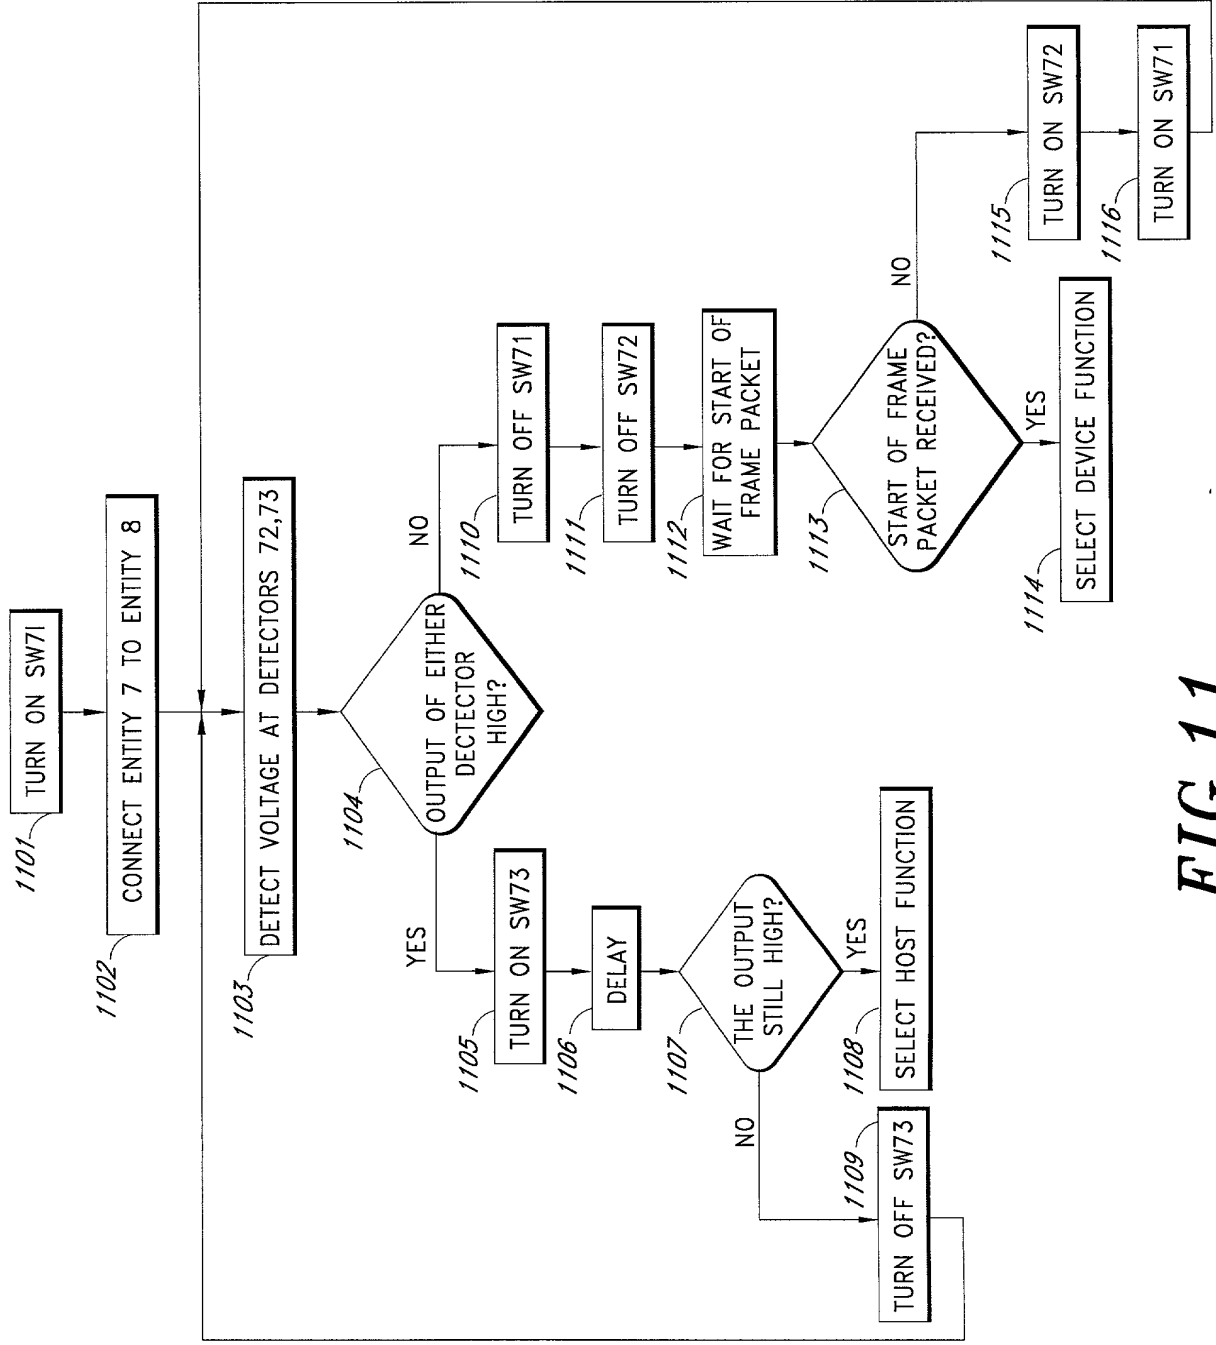 1101
TURN ON SW71
1102
CONNECT ENTITY 7 TO ENTITY 8
1103
DETECT VOLTAGE AT DETECTORS 72,73
1104
OUTPUT OF EITHER
DECTECTOR
HIGH?
YES
NO
1105
TURN ON SW73
1106
DELAY
1107
THE OUTPUT
STILL HIGH?
NO
YES
1108
SELECT HOST FUNCTION
1109
TURN OFF SW73
1110
TURN OFF SW71
1111
TURN OFF SW72
1112
WAIT FOR START OF
FRAME PACKET
1113
START OF FRAME
PACKET RECEIVED?
YES
NO
1114
SELECT DEVICE FUNCTION
1115
TURN ON SW72
1116
TURN ON SW71
FIG. 11